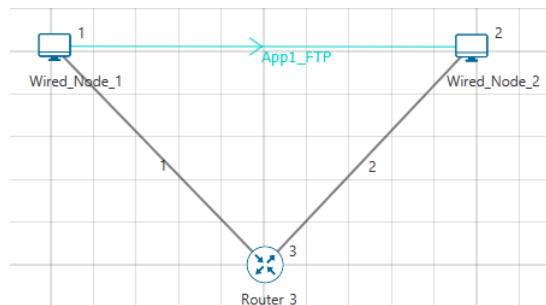 1
2
App1_FTP
Wired_Node_1
Wired_Node_2
1
2
3
Router 3